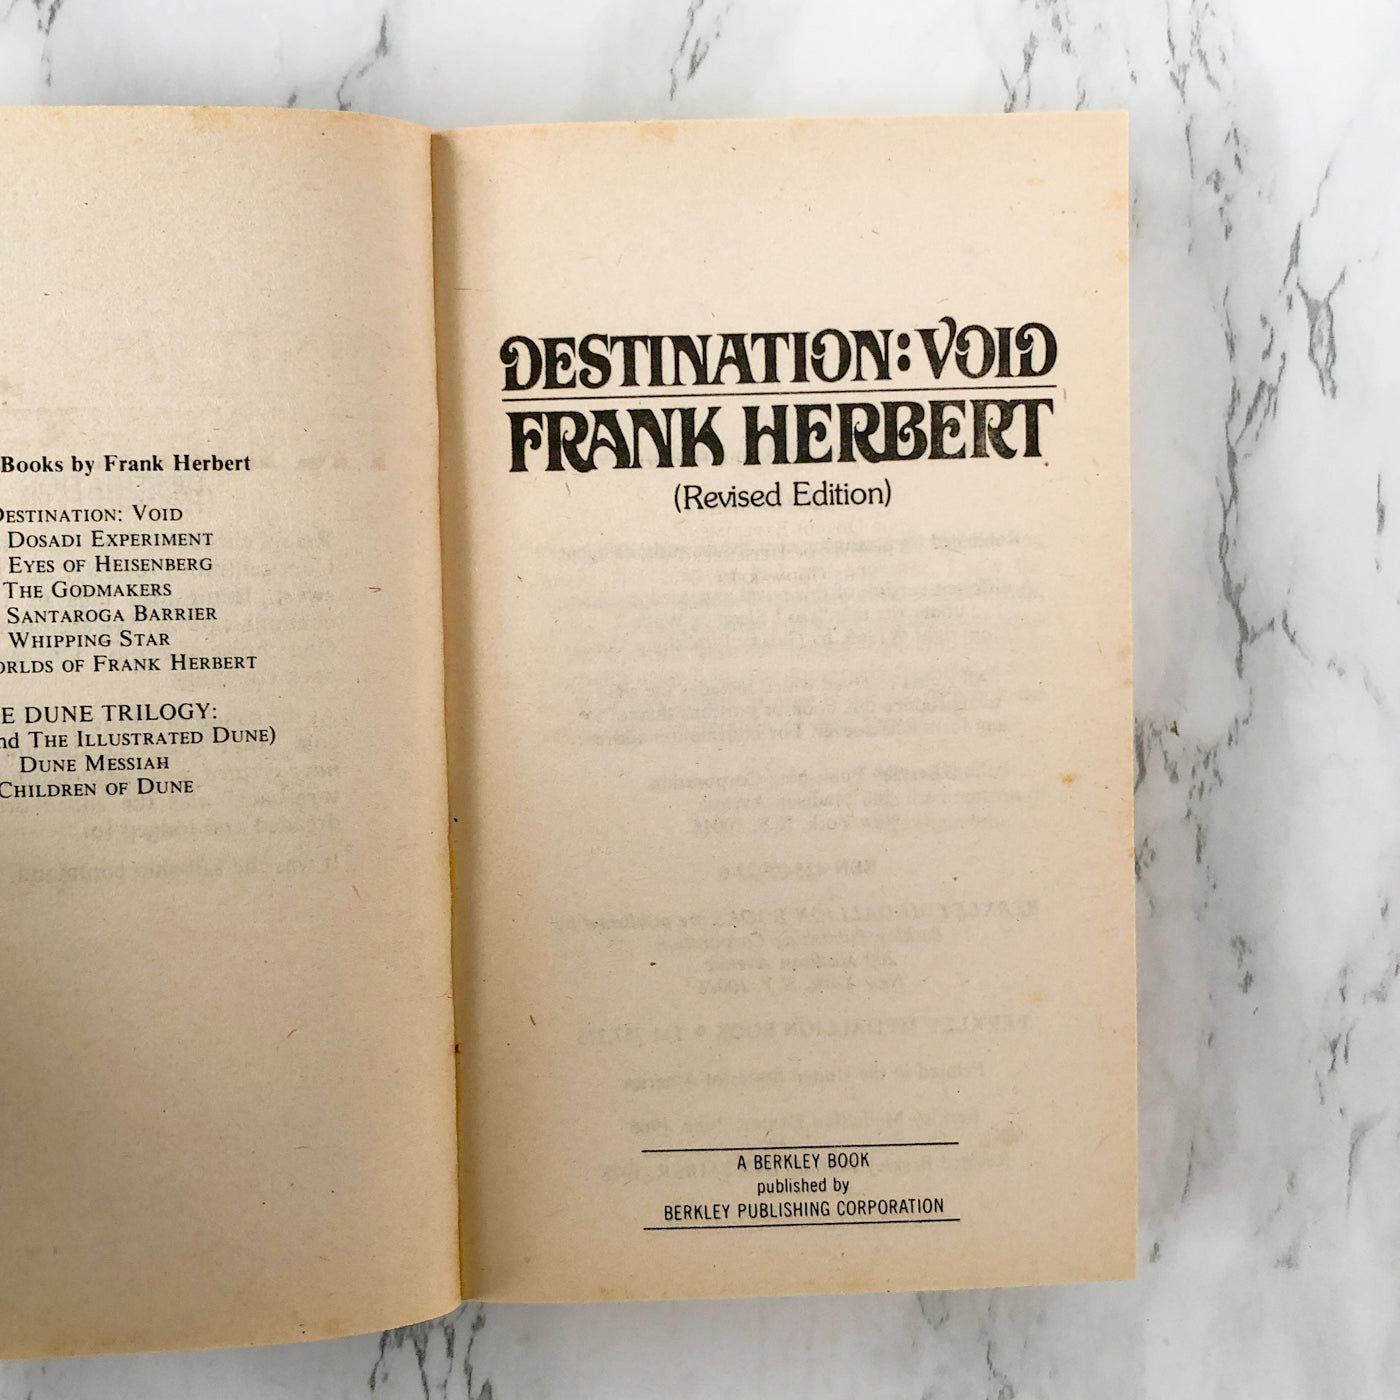 Books by Frank Herbert
DESTINATION: VOID
DOSADI EXPERIMENT
EYES OF HEISENBERG
THE GODMAKERS
SANTAROGA BARRIER
WHIPPING STAR
OF FRANK HERBERT
DUNE TRILOGY:
THE ILLUSTRATED DUNE)
DUNE MESSIAH
CHILDREN OF DUNE
DESTINATION: VOID
FRANK HERBERT
(Revised Edition)
A BERKLEY BOOK
published by
BERKLEY PUBLISHING CORPORATION